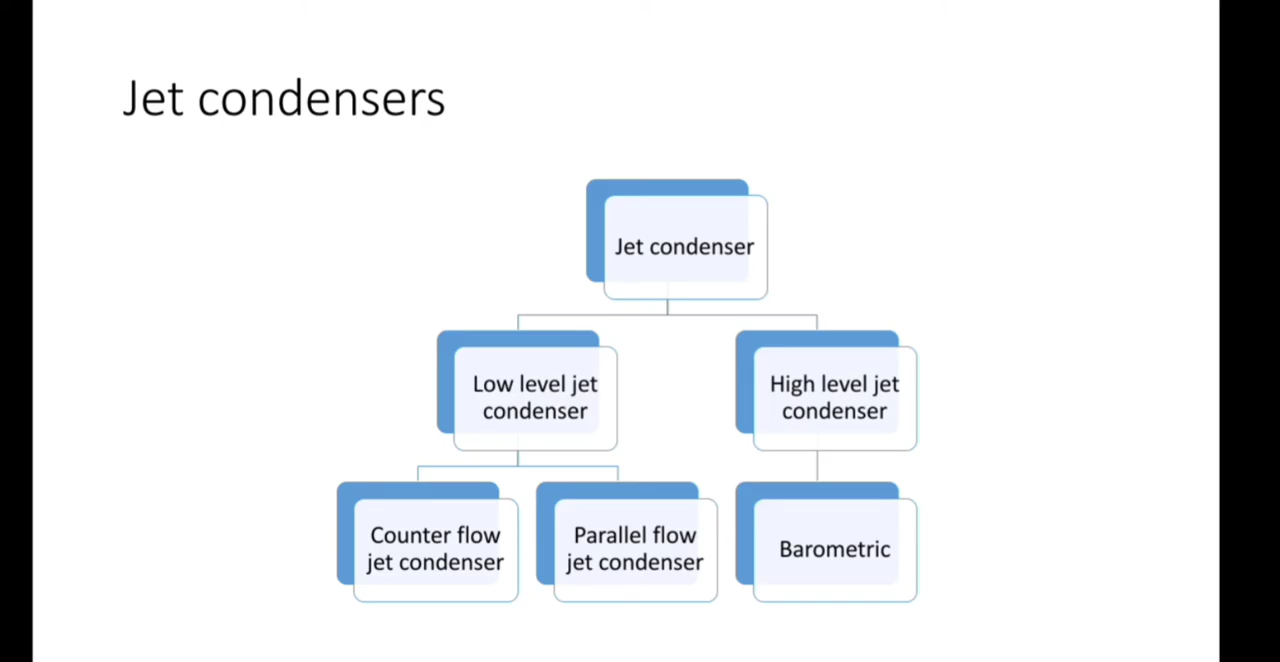 Jet condensers
Jet condenser
Low level jet
condenser
High level jet
condenser
Counter flow
jet condenser
Parallel flow
jet condenser
Barometric